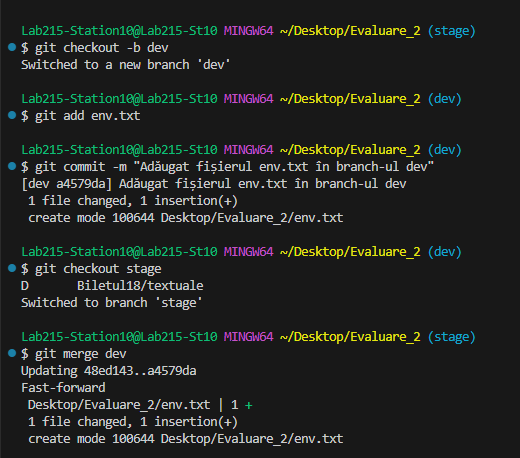 Lab215-Station10@Lab215-St10 MINGW64 ~/Desktop/Evaluare_2 (stage)
$ git checkout -b dev
Switched to a new branch 'dev'
Lab215-Station10@Lab215-St10 MINGW64 ~/Desktop/Evaluare_2 (dev)
$ git add env.txt
Lab215-Station10@Lab215-St10 MINGW64 ~/Desktop/Evaluare_2 (dev)
$ git commit -m "Adăugat fișierul env.txt în branch-ul dev"
[dev a4579da] Adăugat fișierul env.txt în branch-ul dev
1 file changed, 1 insertion(+)
create mode 100644 Desktop/Evaluare_2/env.txt
Lab215-Station10@Lab215-St10 MINGW64 ~/Desktop/Evaluare_2 (dev)
$ git checkout stage
D       Biletul18/textuale
Switched to branch 'stage'
Lab215-Station10@Lab215-St10 MINGW64 ~/Desktop/Evaluare_2 (stage)
$ git merge dev
Updating 48ed143..a4579da
Fast-forward
Desktop/Evaluare_2/env.txt | 1 +
1 file changed, 1 insertion(+)
create mode 100644 Desktop/Evaluare_2/env.txt